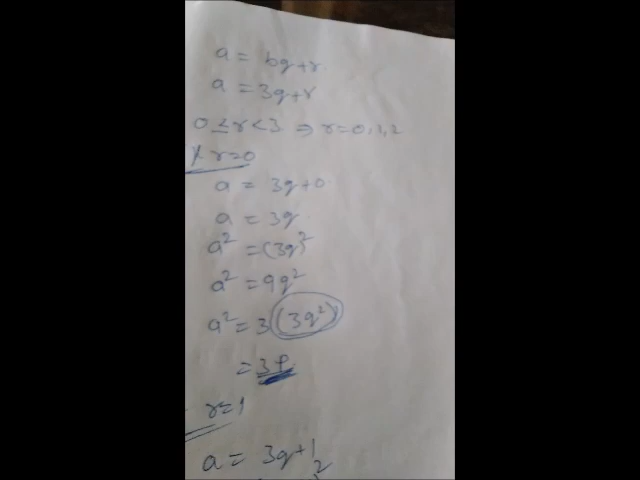 a = bq+r
a = 3q+r
0 ≤ r < 3 ⇒ r=0,1,2
r=0
a = 3q+0
a = 3q
a² = (3q)²
a² = 9q²
a² = 3(3q²)
= 3P
r=1
a = 3q+1
2